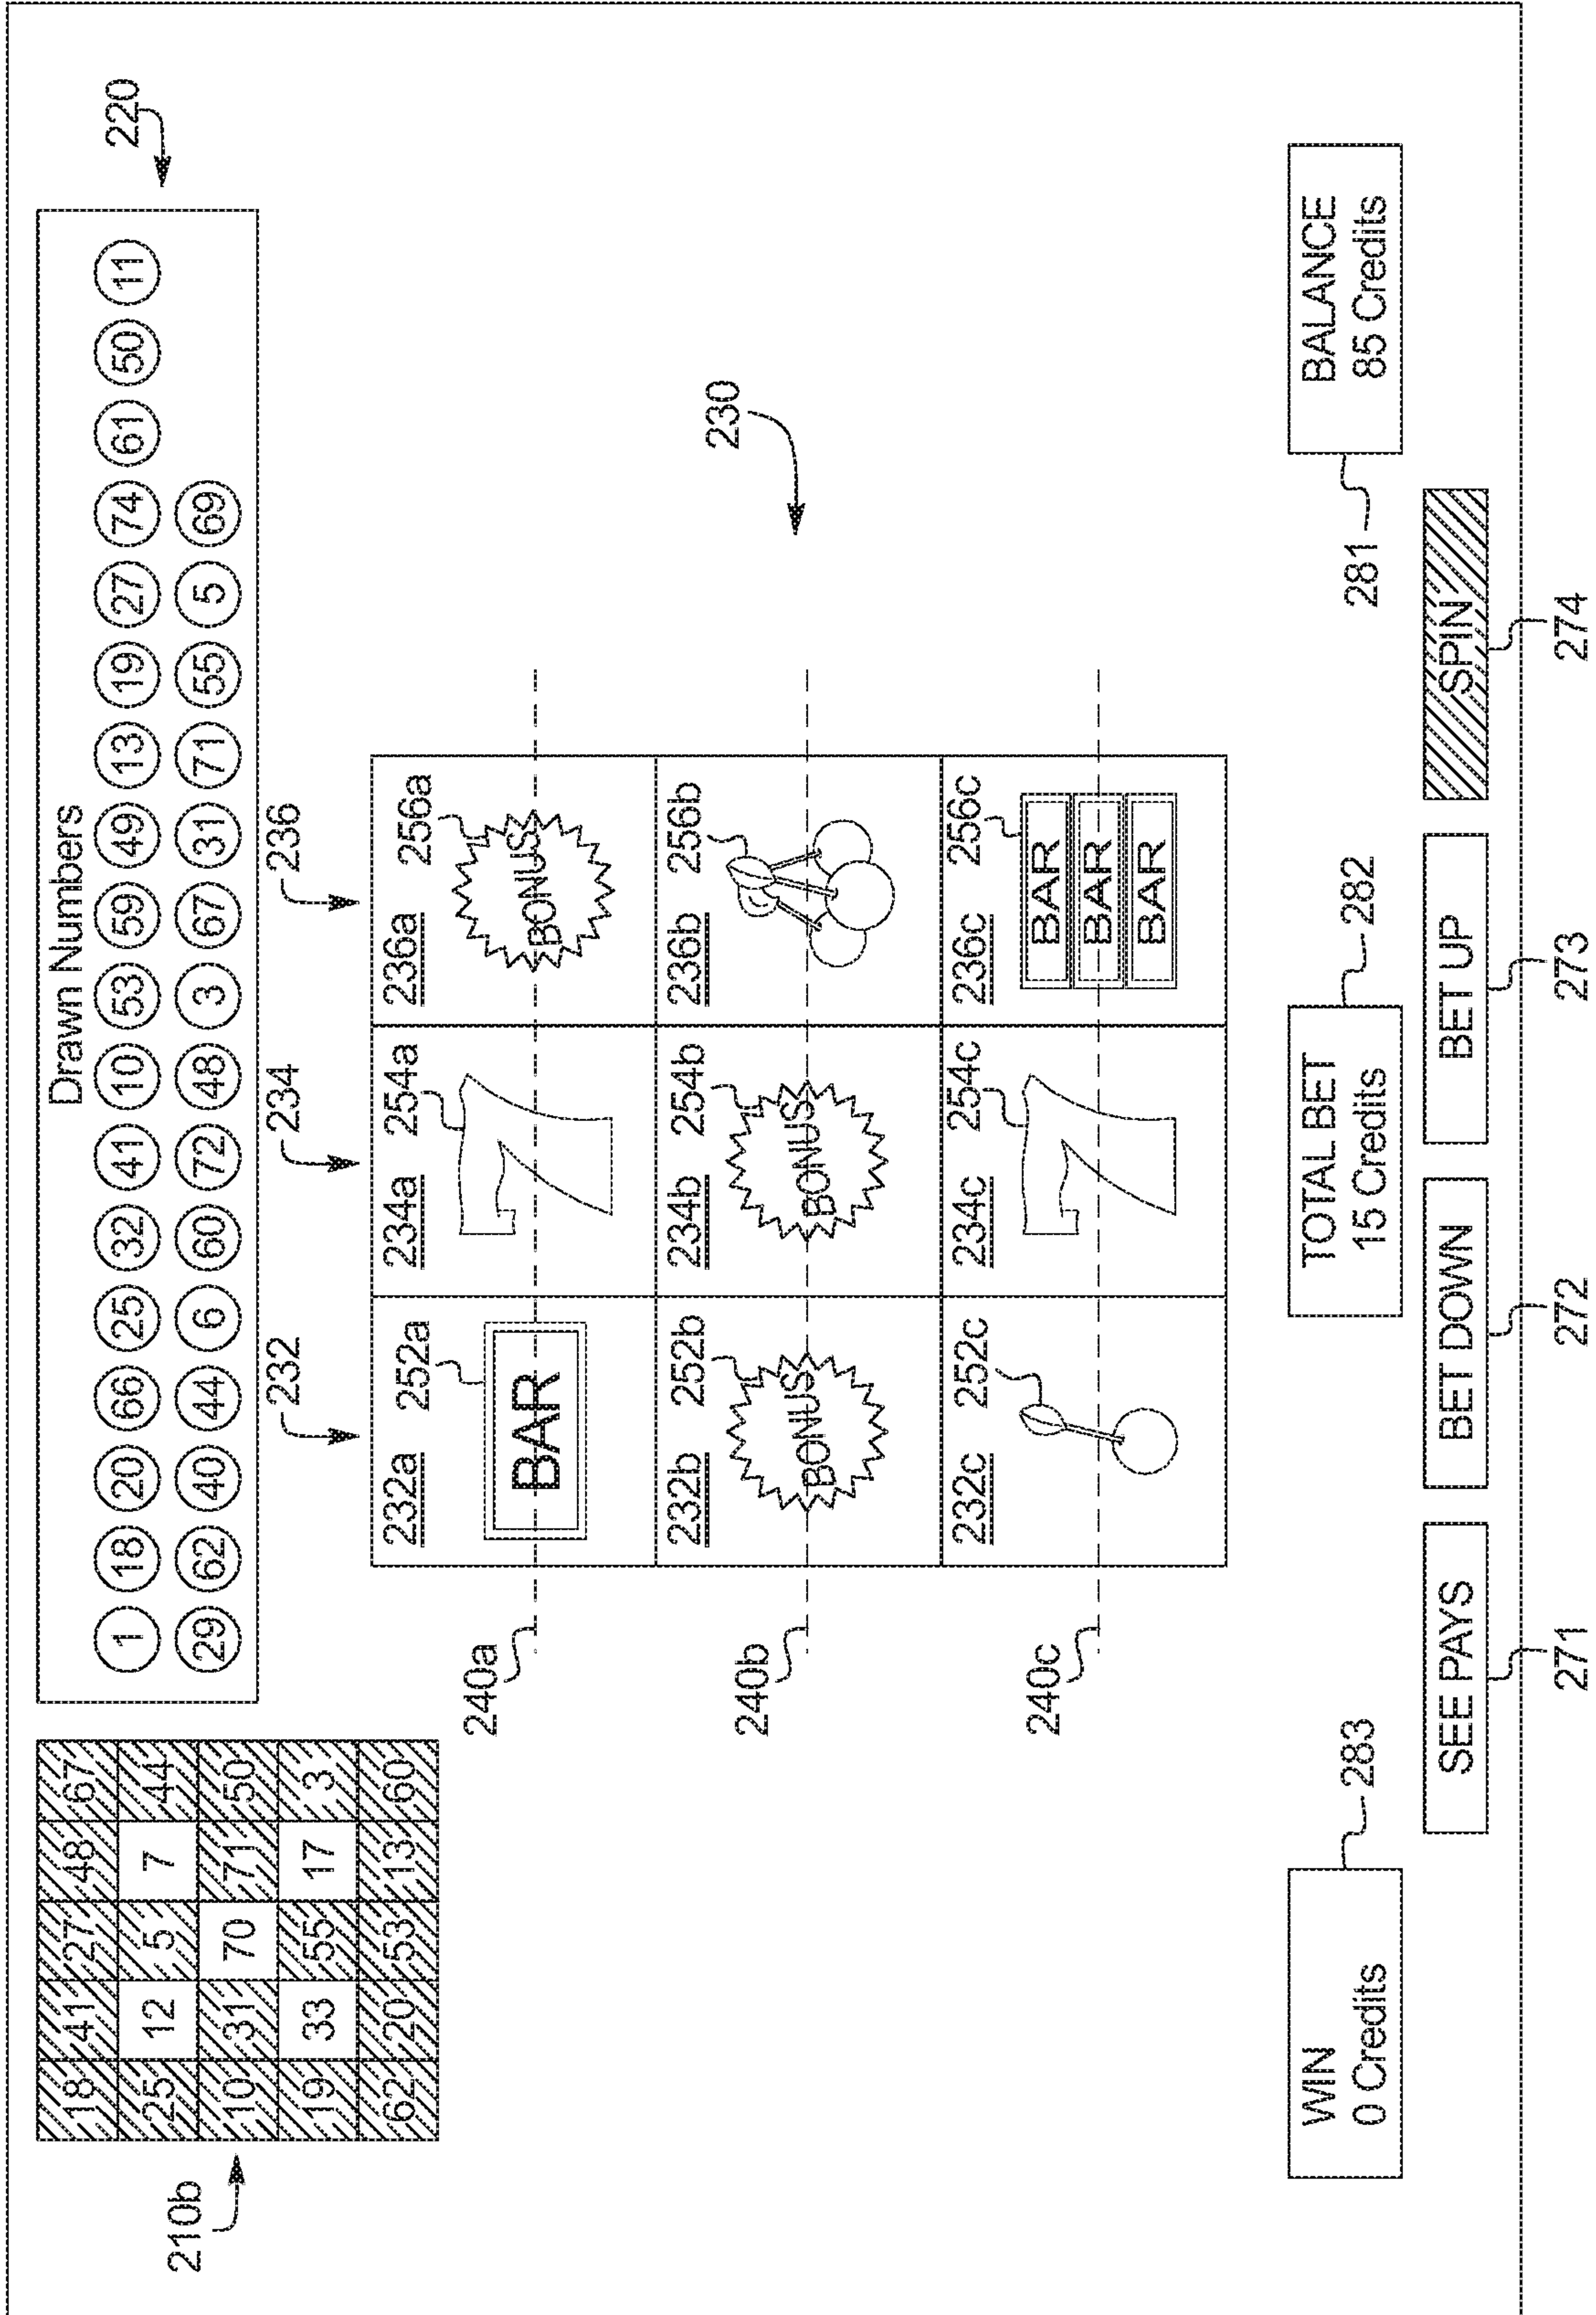 Drawn Numbers
220
1 18 20 66 25 32 41 10 53 59 49 13 19 27 74 61 50 11
29 62 40 44 6 60 72 48 3 67 31 71 55 5 69
210b
18 41 27 48 67
25 12 5 7 44
10 31 70 71 50
19 33 55 17 3
62 20 53 13 60
232 234 236
232a 252a 234a 254a 236a 256a
BAR BONUS
240a
230
232b 252b 234b 254b 236b 256b
BONUS BONUS
240b
232c 252c 234c 254c 236c 256c
BAR
BAR
BAR
240c
283 282 281
WIN
0 Credits
TOTAL BET
15 Credits
BALANCE
85 Credits
SEE PAYS BET DOWN BET UP SPIN
271 272 273 274